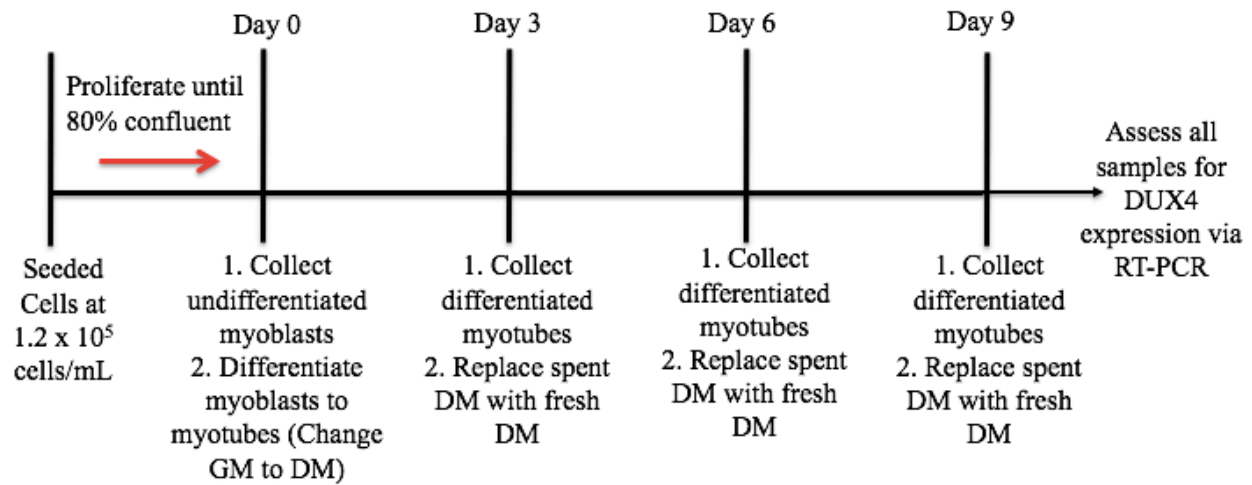 Day 0
Day 3
Day 6
Day 9
Proliferate until
80% confluent
Seeded
Cells at
1.2 x 10⁵
cells/mL
1. Collect
undifferentiated
myoblasts
2. Differentiate
myoblasts to
myotubes (Change
GM to DM)
1. Collect
differentiated
myotubes
2. Replace spent
DM with fresh
DM
1. Collect
differentiated
myotubes
2. Replace spent
DM with fresh
DM
1. Collect
differentiated
myotubes
2. Replace spent
DM with fresh
DM
Assess all
samples for
DUX4
expression via
RT-PCR